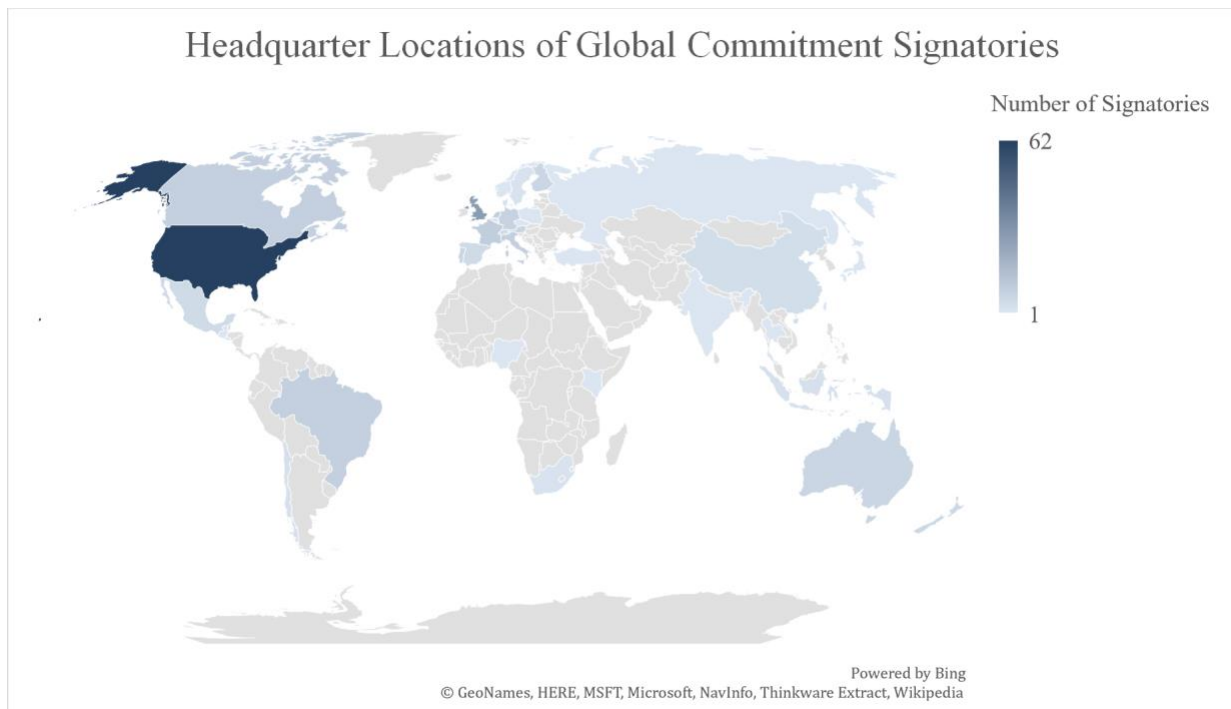 Headquarter Locations of Global Commitment Signatories
Number of Signatories
62
1
Powered by Bing
© GeoNames, HERE, MSFT, Microsoft, NavInfo, Thinkware Extract, Wikipedia